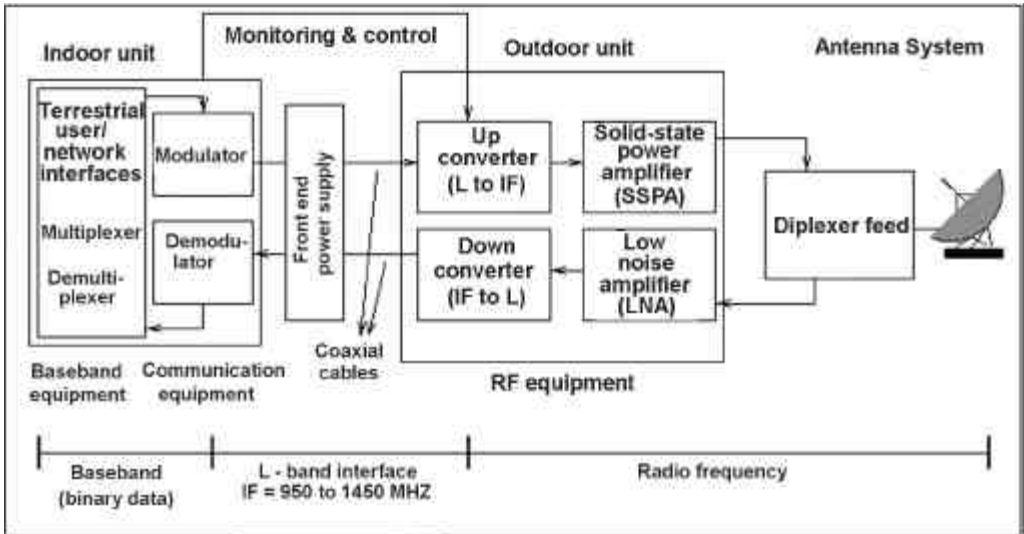 Monitoring & control
Indoor unit
Outdoor unit
Antenna System
Terrestrial
user/
network
interfaces
Multiplexer
Demulti-
plexer
Modulator
Demodu-
lator
Front end
power supply
Up
converter
(L to IF)
Solid-state
power
amplifier
(SSPA)
Down
converter
(IF to L)
Low
noise
amplifier
(LNA)
Diplexer feed
Baseband
equipment
Communication
equipment
Coaxial
cables
RF equipment
Baseband
(binary data)
L - band interface
IF = 950 to 1450 MHZ
Radio frequency